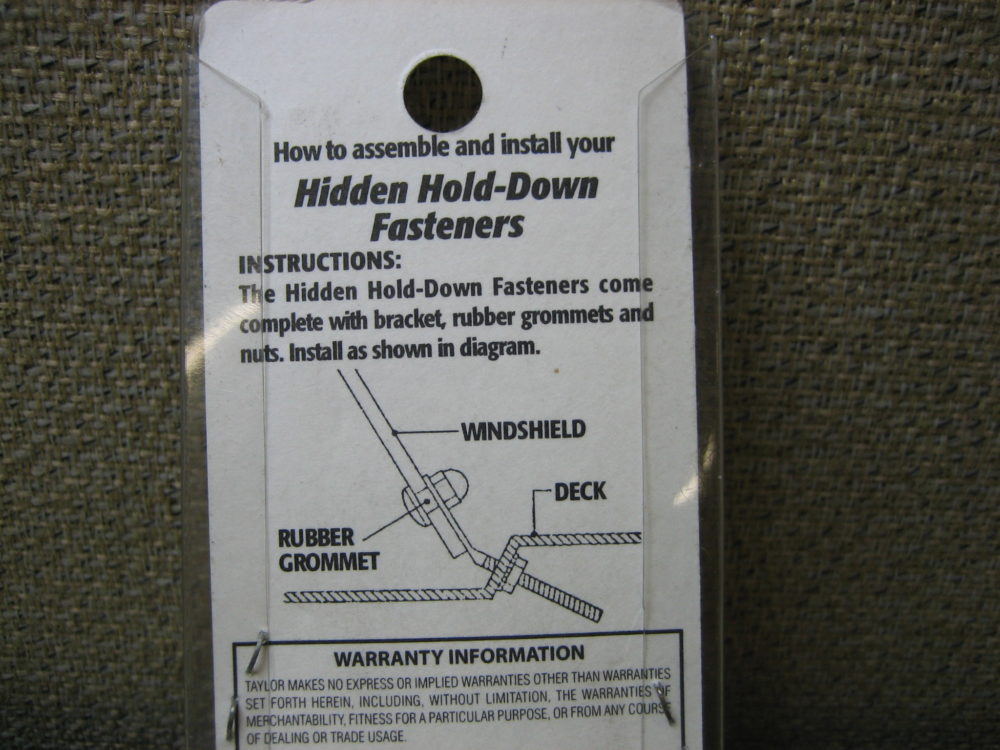 How to assemble and install your
Hidden Hold-Down
Fasteners
INSTRUCTIONS:
The Hidden Hold-Down Fasteners come
complete with bracket, rubber grommets and
nuts. Install as shown in diagram.
WINDSHIELD
DECK
RUBBER
GROMMET
WARRANTY INFORMATION
TAYLOR MAKES NO EXPRESS OR IMPLIED WARRANTIES OTHER THAN WARRANTIES
SET FORTH HEREIN, INCLUDING, WITHOUT LIMITATION, THE WARRANTIES OF
MERCHANTABILITY, FITNESS FOR A PARTICULAR PURPOSE, OR FROM ANY COURSE
OF DEALING OR TRADE USAGE.